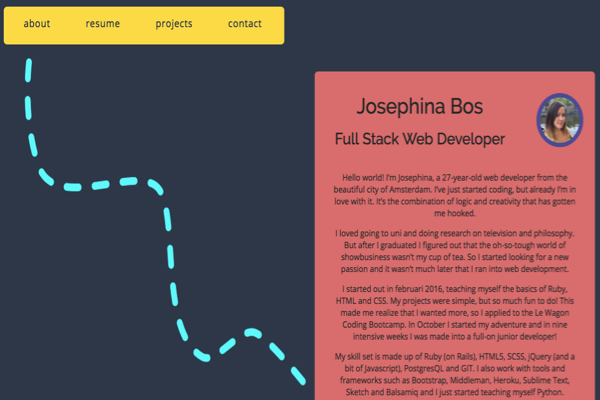 about resume projects contact
Josephina Bos
Full Stack Web Developer
Hello world! I'm Josephina, a 27-year-old web developer from the
beautiful city of Amsterdam. I've just started coding, but already I'm in
love with it. It's the combination of logic and creativity that has gotten
me hooked.
I loved going to uni and doing research on television and philosophy.
But after I graduated I figured out that the oh-so-tough world of
showbusiness wasn't my cup of tea. So I started looking for a new
passion and it wasn't much later that I ran into web development.
I started out in februari 2016, teaching myself the basics of Ruby,
HTML and CSS. My projects were simple, but so much fun to do! This
made me realize that I wanted more, so I applied to the Le Wagon
Coding Bootcamp. In October I started my adventure and in nine
intensive weeks I was made into a full-on junior developer!
My skill set is made up of Ruby (on Rails), HTML5, SCSS, jQuery (and a
bit of Javascript), PostgresQL and GIT. I also work with tools and
frameworks such as Bootstrap, Middleman, Heroku, Sublime Text,
Sketch and Balsamiq and I just started teaching myself Python.